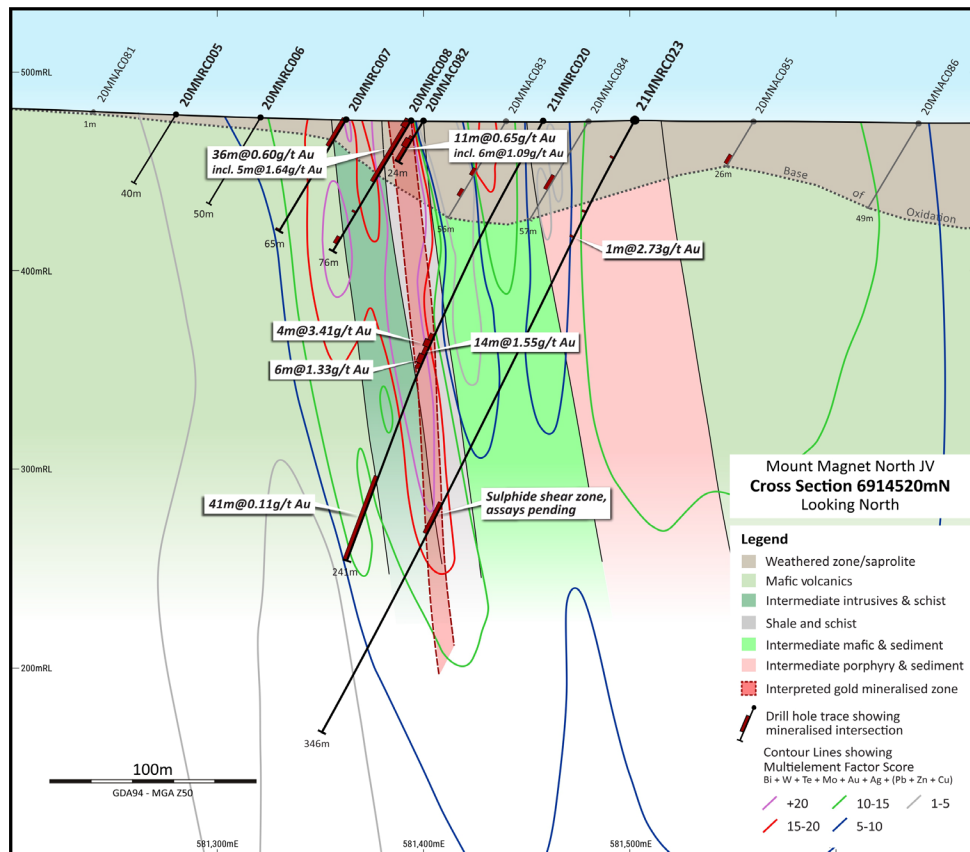 20MNAC081
20MNRC005
20MNRC006
20MNRC007
20MNRC008
20MNAC082
20MNAC083
21MNRC020
20MNAC084
21MNRC023
20MNAC085
20MNAC086
500mRL
400mRL
300mRL
200mRL
1m
40m
50m
65m
76m
24m
56m
57m
26m
49m
241m
346m
36m@0.60g/t Au
incl. 5m@1.64g/t Au
11m@0.65g/t Au
incl. 6m@1.09g/t Au
Base
of
Oxidation
1m@2.73g/t Au
4m@3.41g/t Au
14m@1.55g/t Au
6m@1.33g/t Au
41m@0.11g/t Au
Sulphide shear zone,
assays pending
Mount Magnet North JV
Cross Section 6914520mN
Looking North
Legend
Weathered zone/saprolite
Mafic volcanics
Intermediate intrusives & schist
Shale and schist
Intermediate mafic & sediment
Intermediate porphyry & sediment
Interpreted gold mineralised zone
Drill hole trace showing
mineralised intersection
Contour Lines showing
Multielement Factor Score
Bi + W + Te + Mo + Au + Ag + (Pb + Zn + Cu)
+20
10-15
1-5
15-20
5-10
100m
GDA94 - MGA Z50
581,300mE
581,400mE
581,500mE